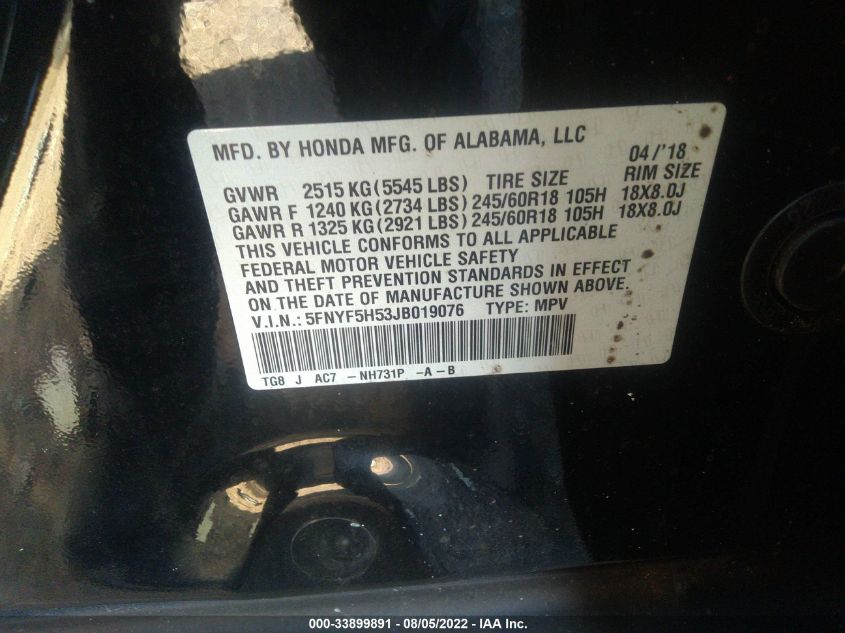 MFD. BY HONDA MFG. OF ALABAMA, LLC
04/'18
GVWR 2515 KG(5545 LBS) TIRE SIZE RIM SIZE
GAWR F 1240 KG(2734 LBS) 245/60R18 105H 18X8.0J
GAWR R 1325 KG(2921 LBS) 245/60R18 105H 18X8.0J
THIS VEHICLE CONFORMS TO ALL APPLICABLE
FEDERAL MOTOR VEHICLE SAFETY
AND THEFT PREVENTION STANDARDS IN EFFECT
ON THE DATE OF MANUFACTURE SHOWN ABOVE.
V.I.N.: 5FNYF5H53JB019076 TYPE: MPV
TG8 J AC7 -NH731P -A-B
000-33899891 - 08/05/2022 - IAA Inc.